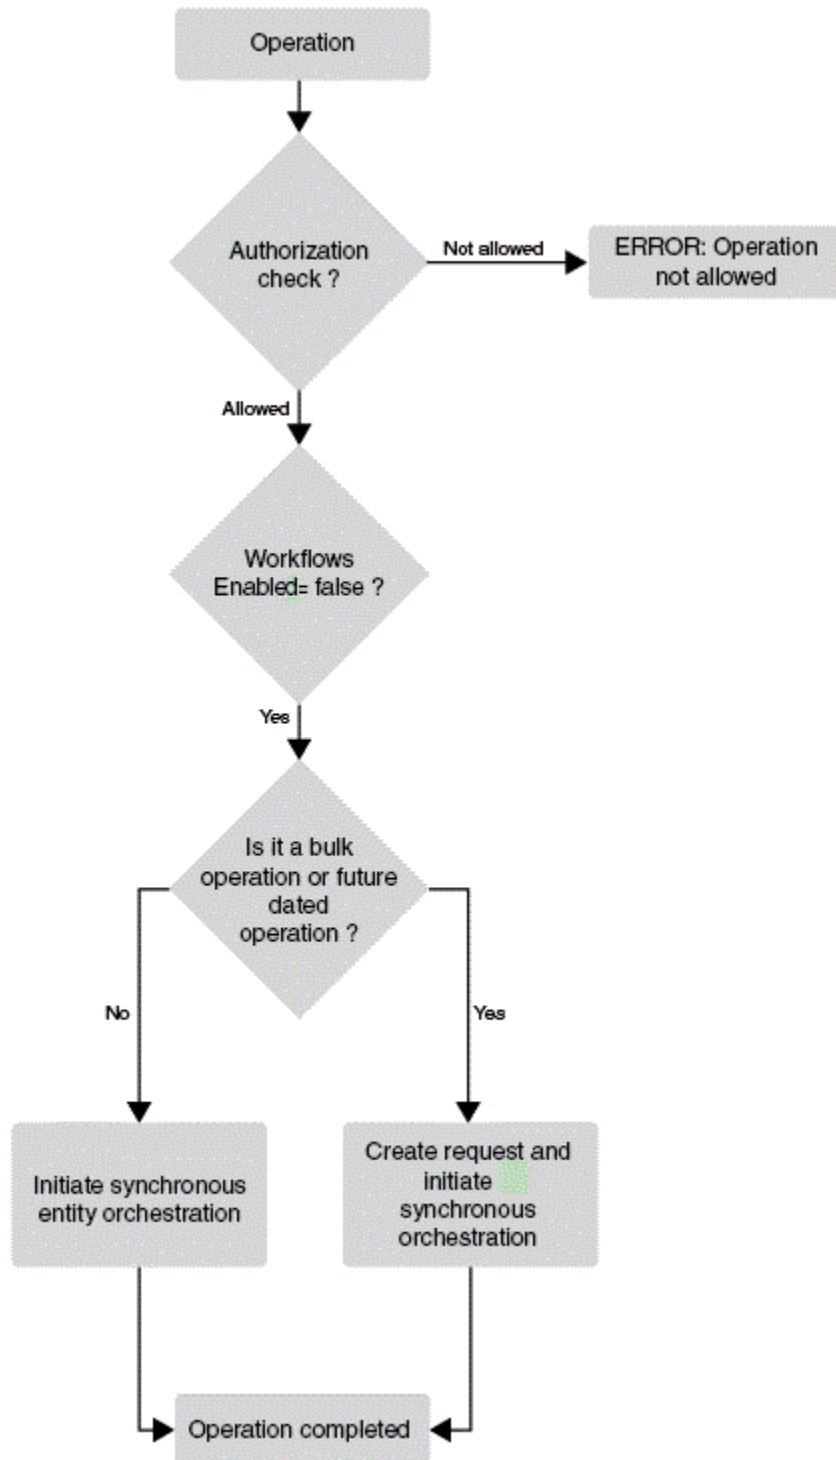 Operation
Authorization
check ?
Not allowed
ERROR: Operation
not allowed
Allowed
Workflows
Enabled= false ?
Yes
Is it a bulk
operation or future
dated
operation ?
No
Yes
Initiate synchronous
entity orchestration
Create request and
initiate
synchronous
orchestration
Operation completed